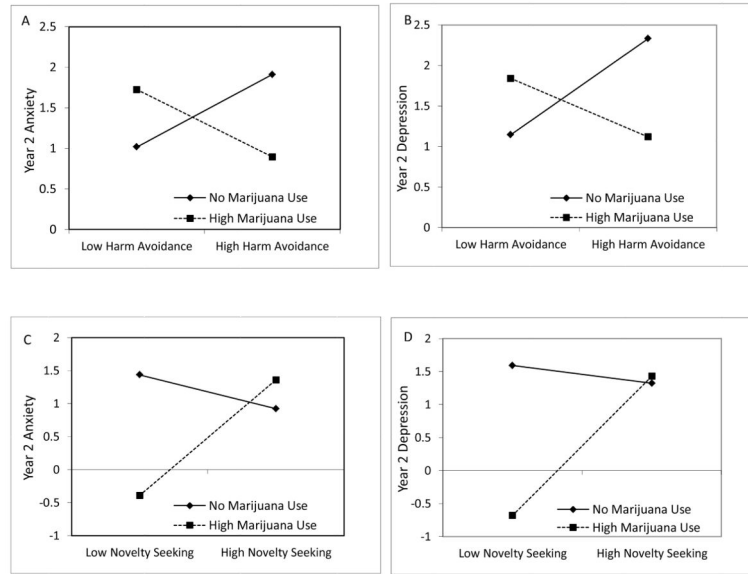 A
2.5
2
1.5
1
0.5
0
Year 2 Anxiety
No Marijuana Use
High Marijuana Use
Low Harm Avoidance High Harm Avoidance
B
2.5
2
1.5
1
0.5
0
Year 2 Depression
No Marijuana Use
High Marijuana Use
Low Harm Avoidance High Harm Avoidance
C
2
1.5
1
0.5
0
-0.5
-1
Year 2 Anxiety
No Marijuana Use
High Marijuana Use
Low Novelty Seeking High Novelty Seeking
D
2
1.5
1
0.5
0
-0.5
-1
Year 2 Depression
No Marijuana Use
High Marijuana Use
Low Novelty Seeking High Novelty Seeking